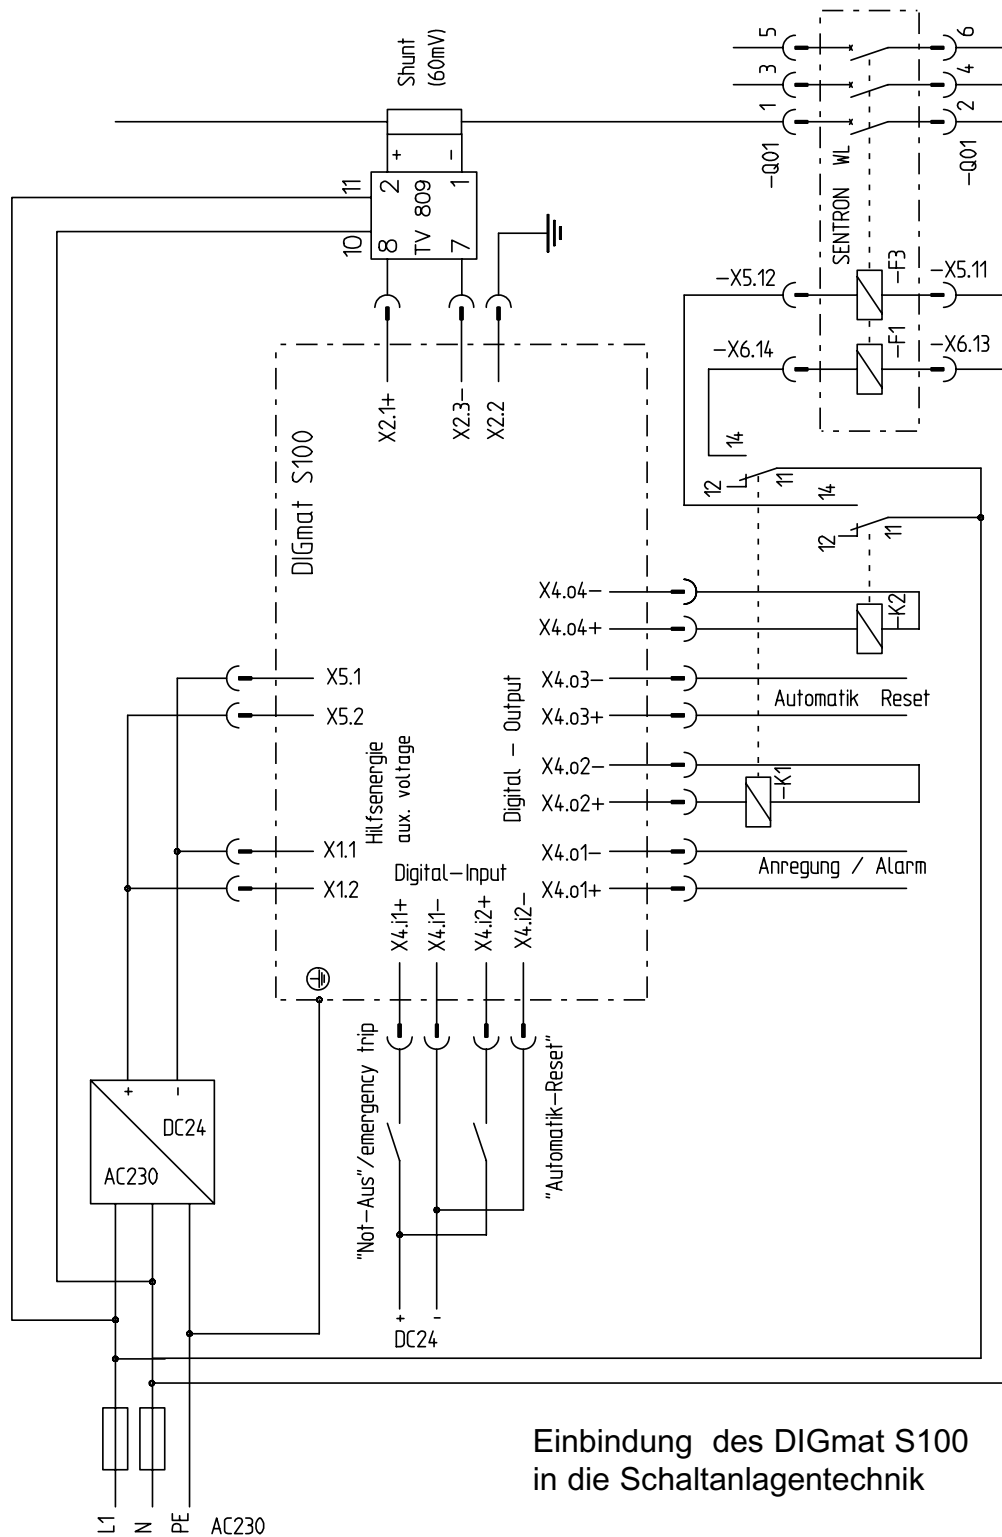 Shunt
(60mV)
5
6
3
4
1
2
-Q01
-Q01
SENTRON WL
+
-
11
10
2
1
TV 809
8
7
-X5.12
-F3
-X5.11
-X6.14
-F1
-X6.13
X2.1+
X2.3-
X2.2
DIGmat S100
14
12
11
14
12
11
X4.o4-
X4.o4+
-K2
X4.o3-
X4.o3+
Automatik Reset
X4.o2-
X4.o2+
-K1
X4.o1-
X4.o1+
Anregung / Alarm
Digital - Output
X5.1
X5.2
Hilfsenergie
aux. voltage
X1.1
X1.2
Digital-Input
X4.i1+
X4.i1-
X4.i2+
X4.i2-
"Not-Aus"/emergency trip
"Automatik-Reset"
+
-
DC24
AC230
+
-
DC24
L1
N
PE
AC230
Einbindung des DIGmat S100
in die Schaltanlagentechnik